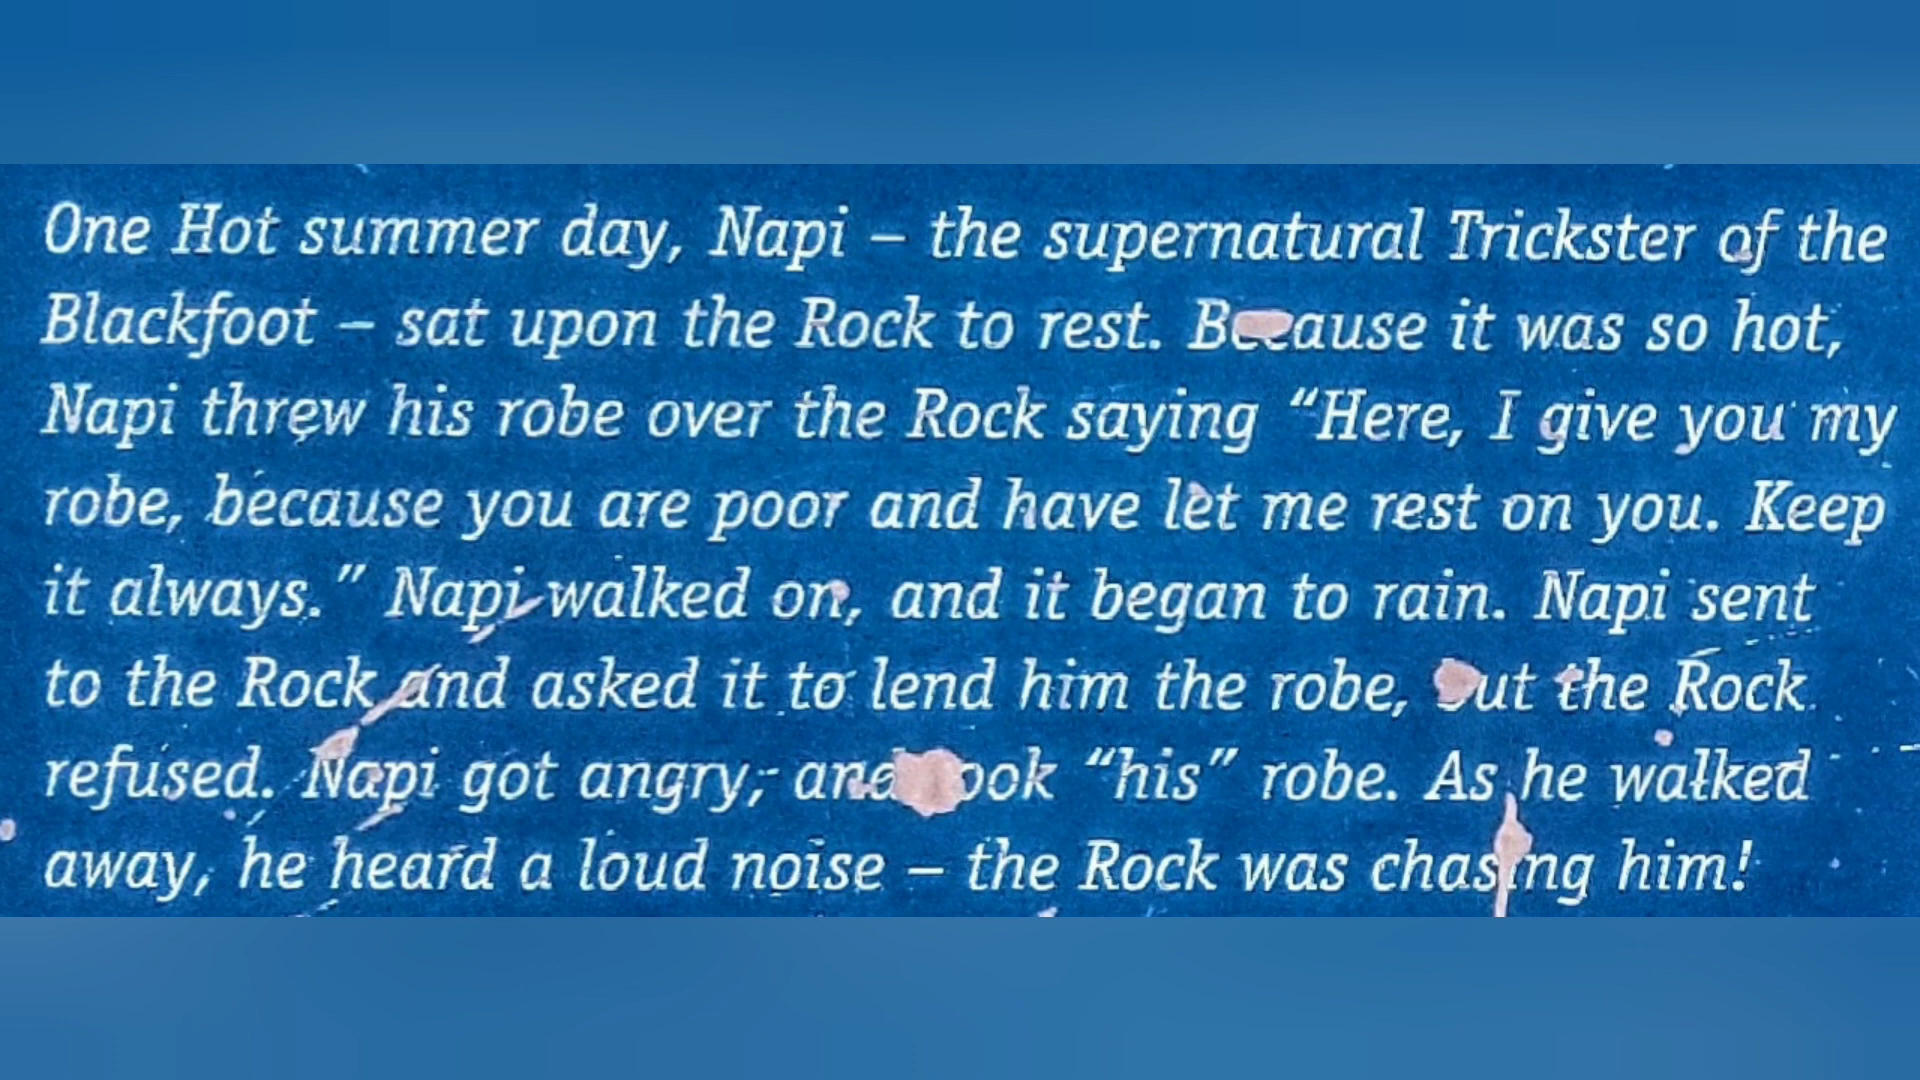 One Hot summer day, Napi – the supernatural Trickster of the
Blackfoot – sat upon the Rock to rest. Because it was so hot,
Napi threw his robe over the Rock saying “Here, I give you my
robe, because you are poor and have let me rest on you. Keep
it always.” Napi walked on, and it began to rain. Napi sent
to the Rock and asked it to lend him the robe, but the Rock
refused. Napi got angry, and took “his” robe. As he walked
away, he heard a loud noise – the Rock was chasing him!